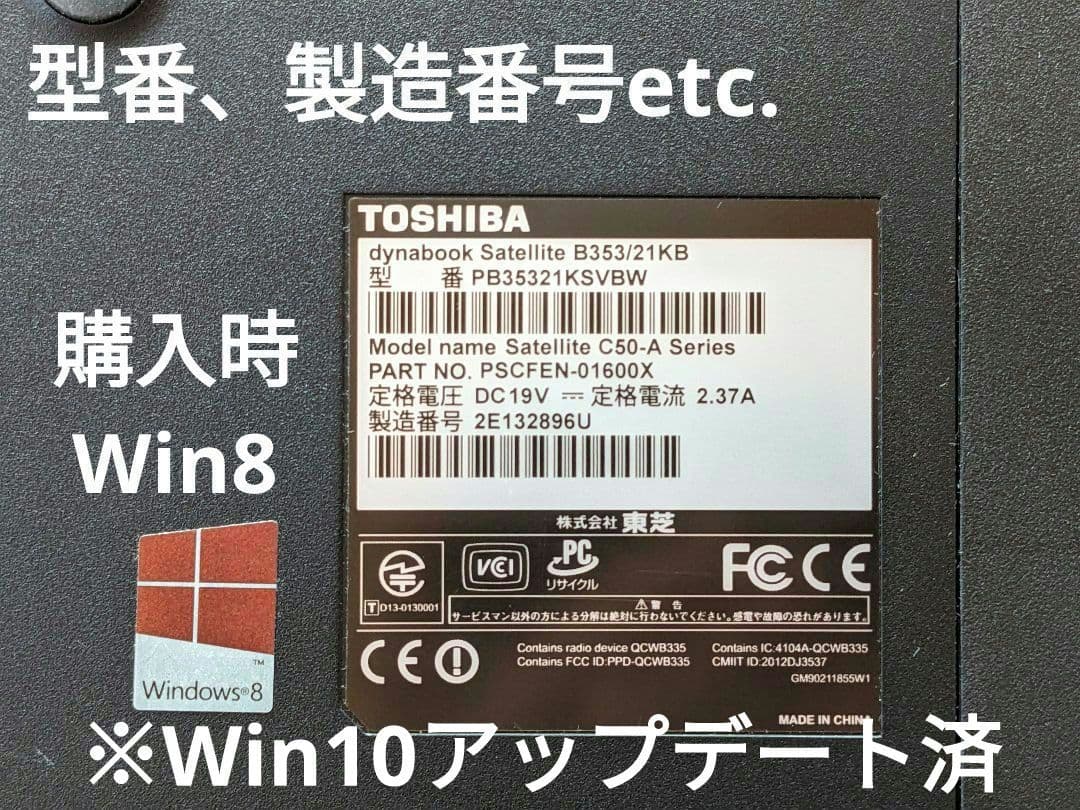 型番、製造番号etc.
TOSHIBA
dynabook Satellite B353/21KB
型 番 PB35321KSVBW
Model name Satellite C50-A Series
PART NO. PSCFEN-01600X
定格電圧 DC19V ⎓ 定格電流 2.37A
製造番号 2E132896U
購入時
Win8
Windows®8
TM
株式会社 東芝
VCI
PC
リサイクル
FC CE
T D13-0130001
⚠警 告
サービスマン以外の方による分解は絶対に行わないでください。感電や故障の恐れがあります。
CE
Contains radio device QCWB335
Contains FCC ID:PPD-QCWB335
Contains IC:4104A-QCWB335
CMIIT ID:2012DJ3537
GM90211855W1
MADE IN CHINA
※Win10アップデート済